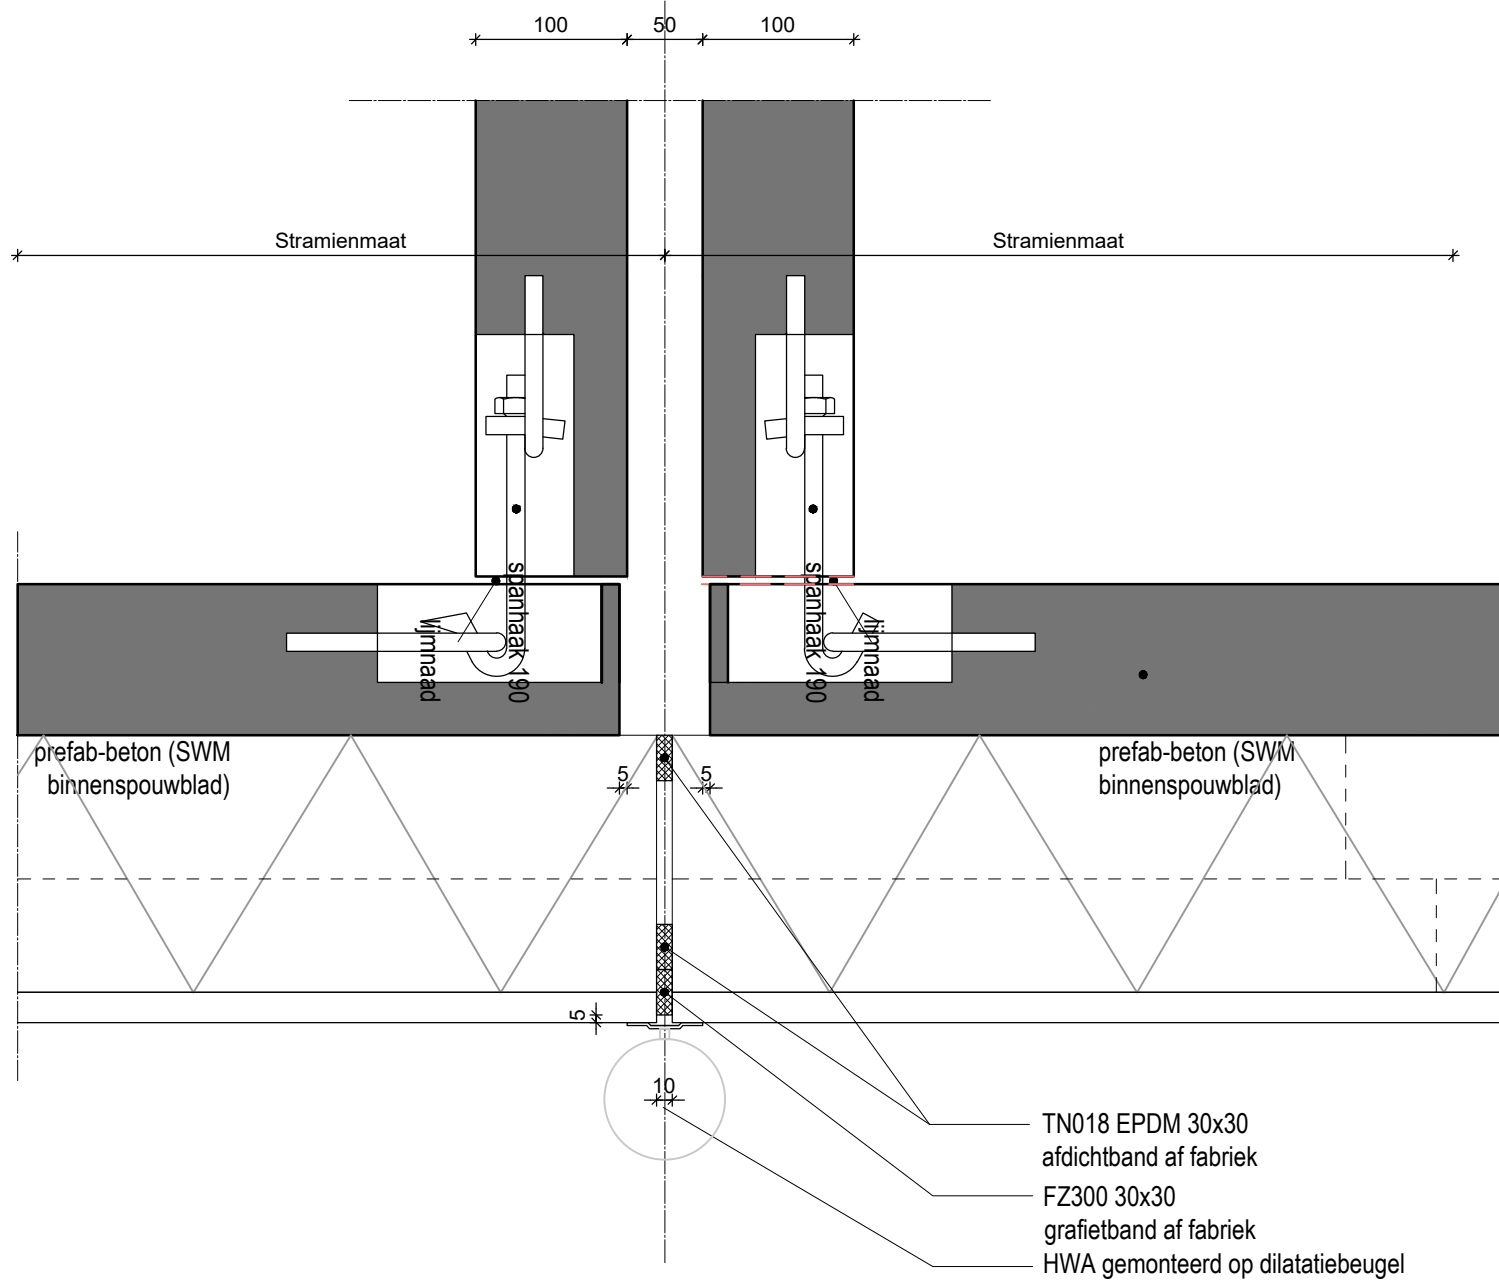 100
50
100
Stramienmaat
Stramienmaat
spanhaak 190
lijmnaad
spanhaak 190
lijmnaad
prefab-beton (SWM
binnenspouwblad)
prefab-beton (SWM
binnenspouwblad)
5
5
5
10
TN018 EPDM 30x30
afdichtband af fabriek
FZ300 30x30
grafietband af fabriek
HWA gemonteerd op dilatatiebeugel